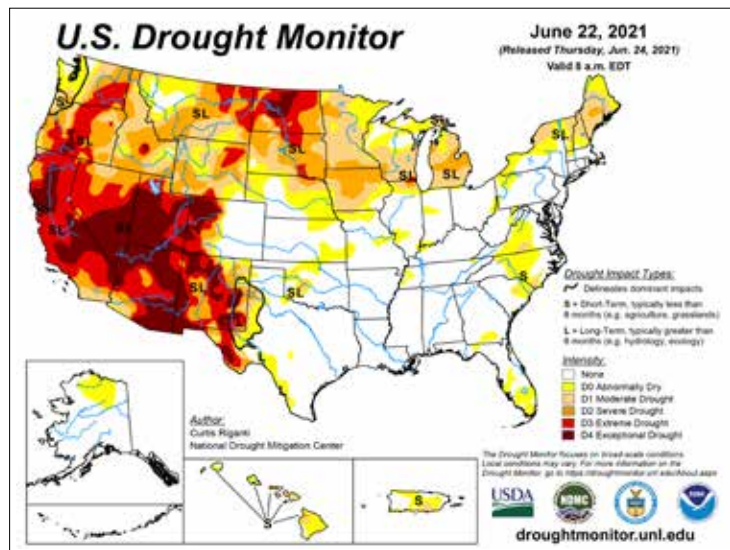 U.S. Drought Monitor
June 22, 2021
(Released Thursday, Jun. 24, 2021)
Valid 8 a.m. EDT
S
SL
SL
SL
SL
SL
SL
SL
SL
SL
SL
S
Drought Impact Types:
Delineates dominant impacts
S = Short-Term, typically less than
6 months (e.g. agriculture, grasslands)
L = Long-Term, typically greater than
6 months (e.g. hydrology, ecology)
Intensity:
None
D0 Abnormally Dry
D1 Moderate Drought
D2 Severe Drought
D3 Extreme Drought
D4 Exceptional Drought
Author:
Curtis Riganti
National Drought Mitigation Center
S
S
The Drought Monitor focuses on broad-scale conditions.
Local conditions may vary. For more information on the
Drought Monitor, go to https://droughtmonitor.unl.edu/About.aspx
USDA
NDMC
droughtmonitor.unl.edu